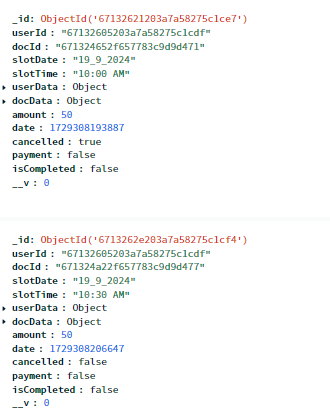 _id: ObjectId('67132621203a7a58275c1ce7')
userId : "67132605203a7a58275c1cdf"
docId : "671324652f657783c9d9d471"
slotDate : "19_9_2024"
slotTime : "10:00 AM"
userData : Object
docData : Object
amount : 50
date : 1729308193887
cancelled : true
payment : false
isCompleted : false
__v : 0
_id: ObjectId('6713262e203a7a58275c1cf4')
userId : "67132605203a7a58275c1cdf"
docId : "671324a22f657783c9d9d477"
slotDate : "19_9_2024"
slotTime : "10:30 AM"
userData : Object
docData : Object
amount : 50
date : 1729308206647
cancelled : false
payment : false
isCompleted : false
__v : 0